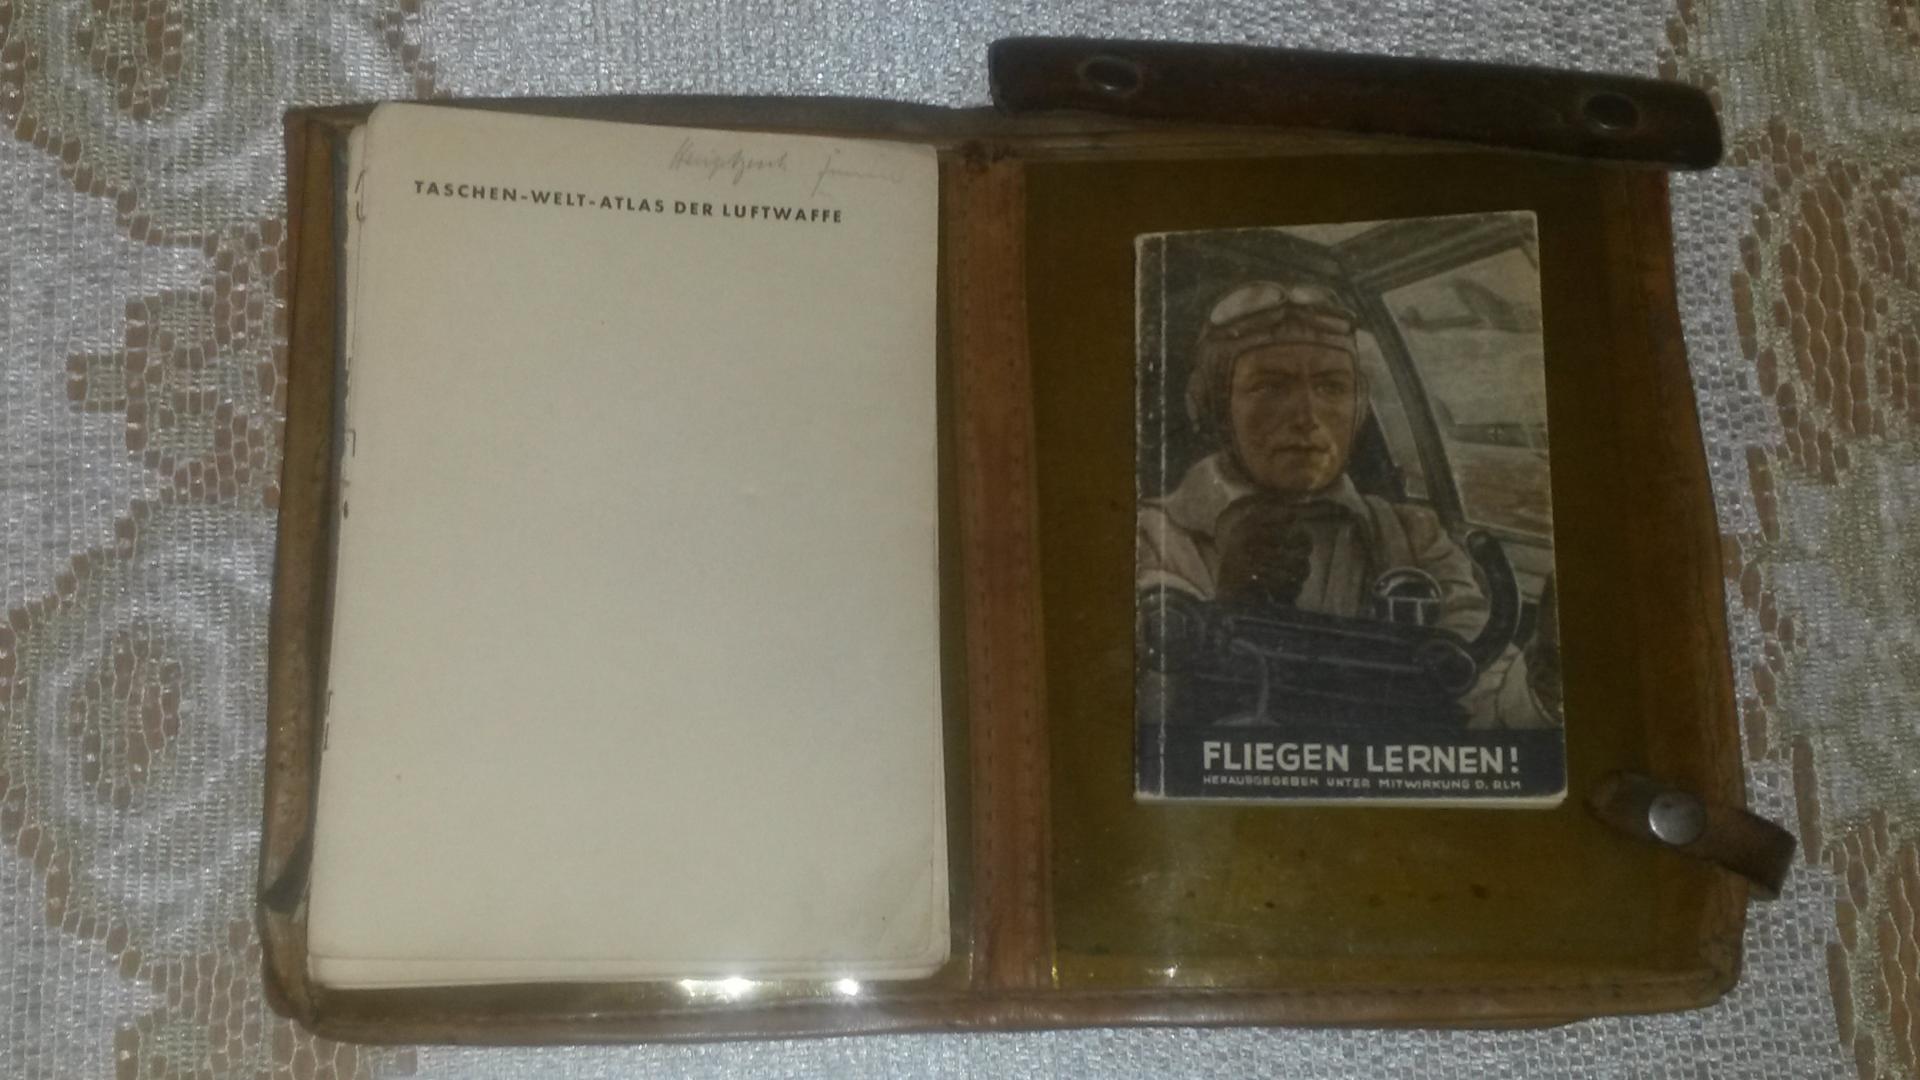 TASCHEN-WELT-ATLAS DER LUFTWAFFE
FLIEGEN LERNEN!
HERAUSGEGEBEN UNTER MITWIRKUNG D. RLM